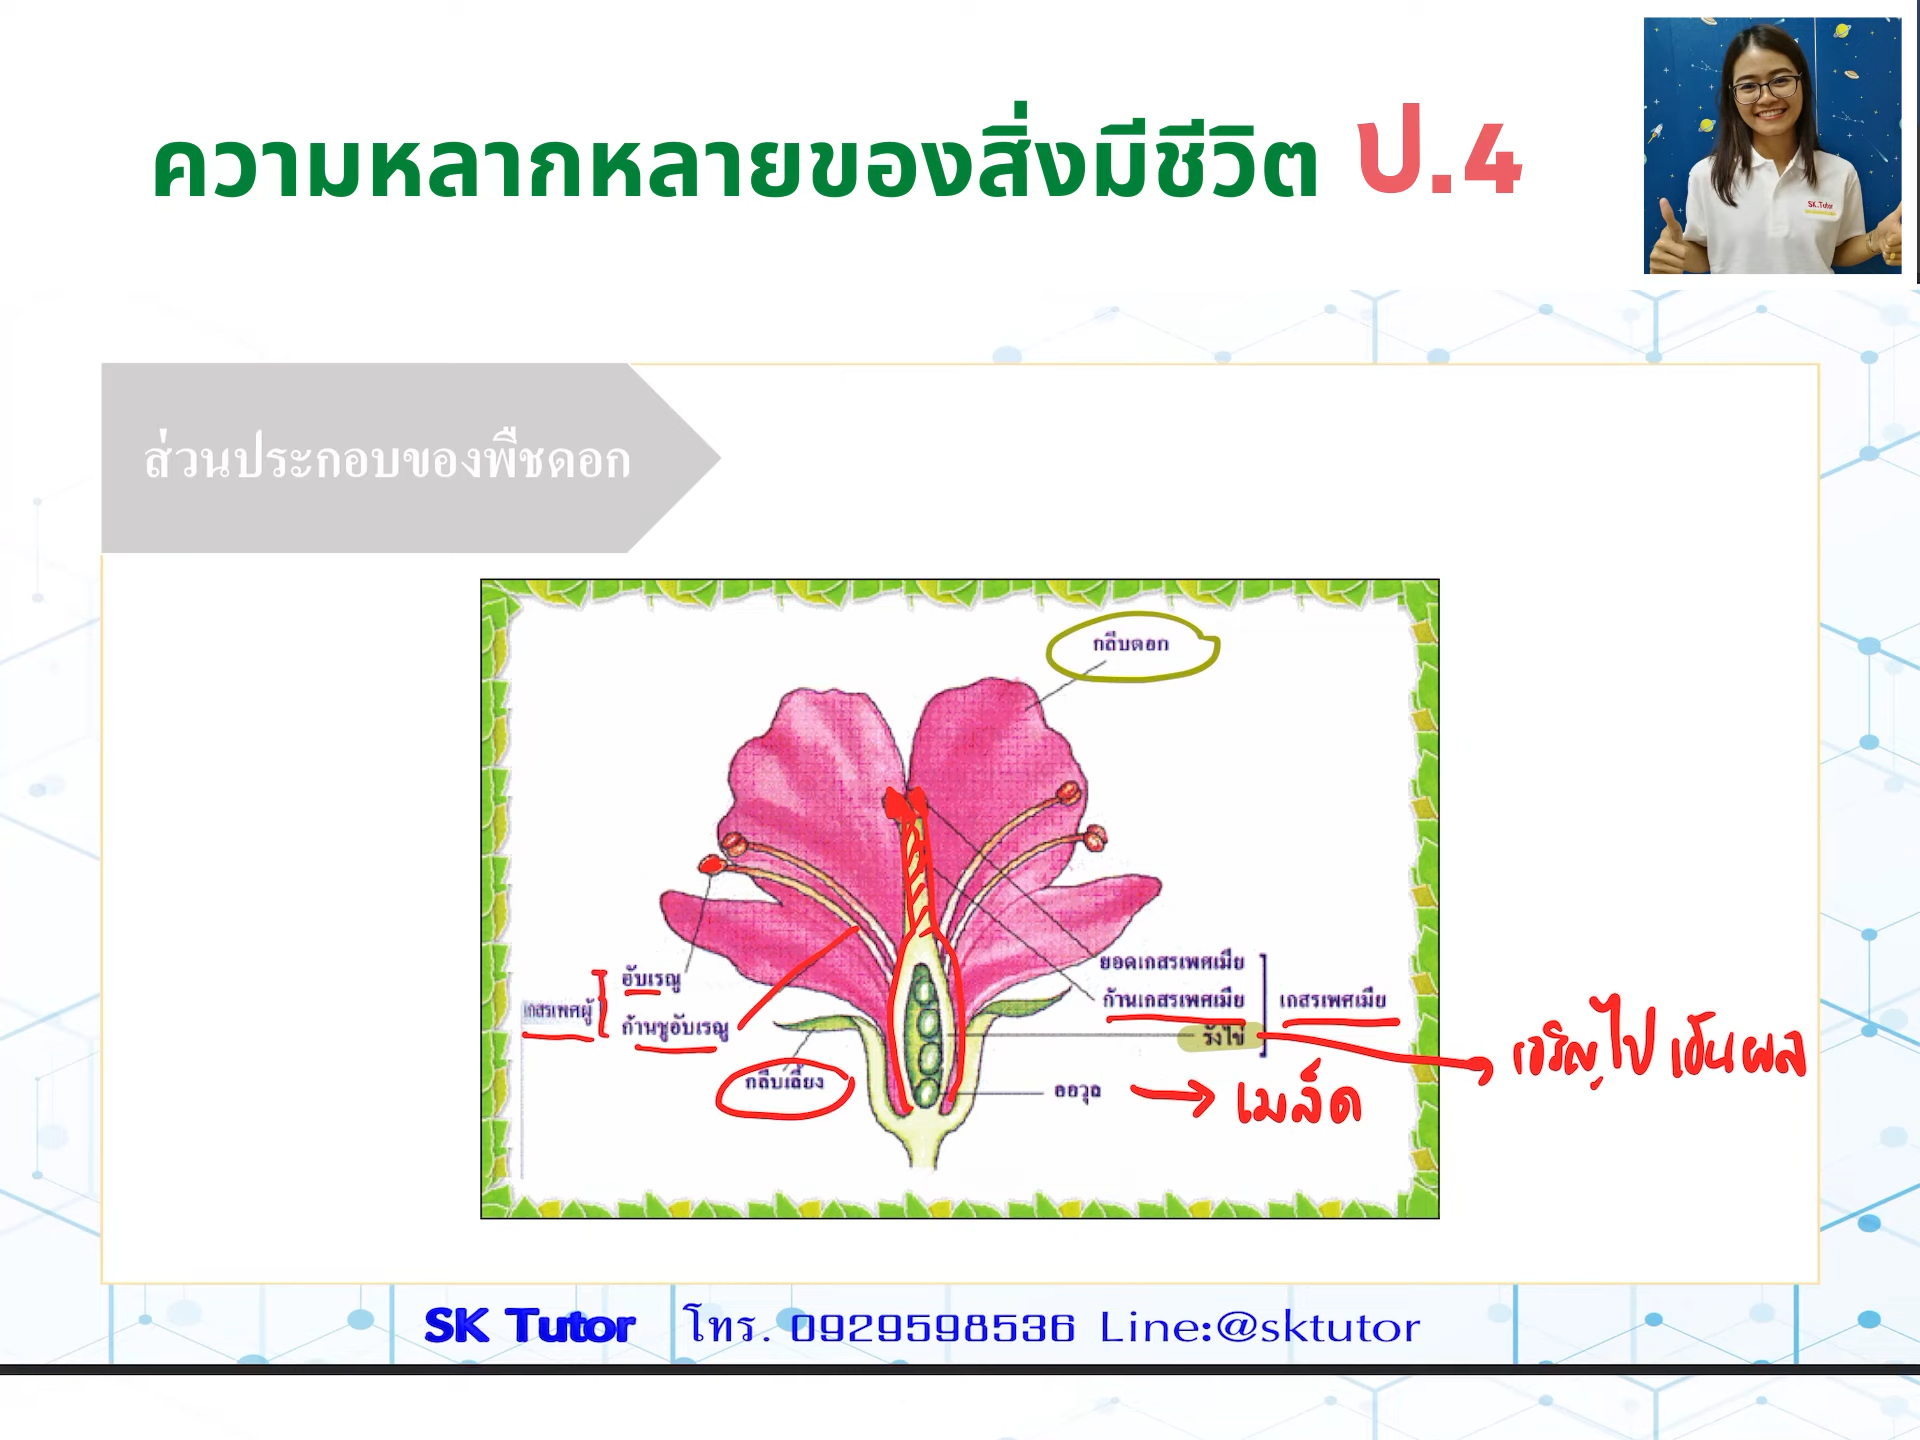 ความหลากหลายของสิ่งมีชีวิต ป.4
SK.Tutor
ส่วนประกอบของพืชดอก
กลีบดอก
ยอดเกสรเพศเมีย
อับเรณู
ก้านเกสรเพศเมีย
เกสรเพศเมีย
เกสรเพศผู้
ก้านชูอับเรณู
รังไข่
เจริญไปเป็นผล
กลีบเลี้ยง
ออวุล
เมล็ด
SK Tutor โทร. 0929598536 Line:@sktutor